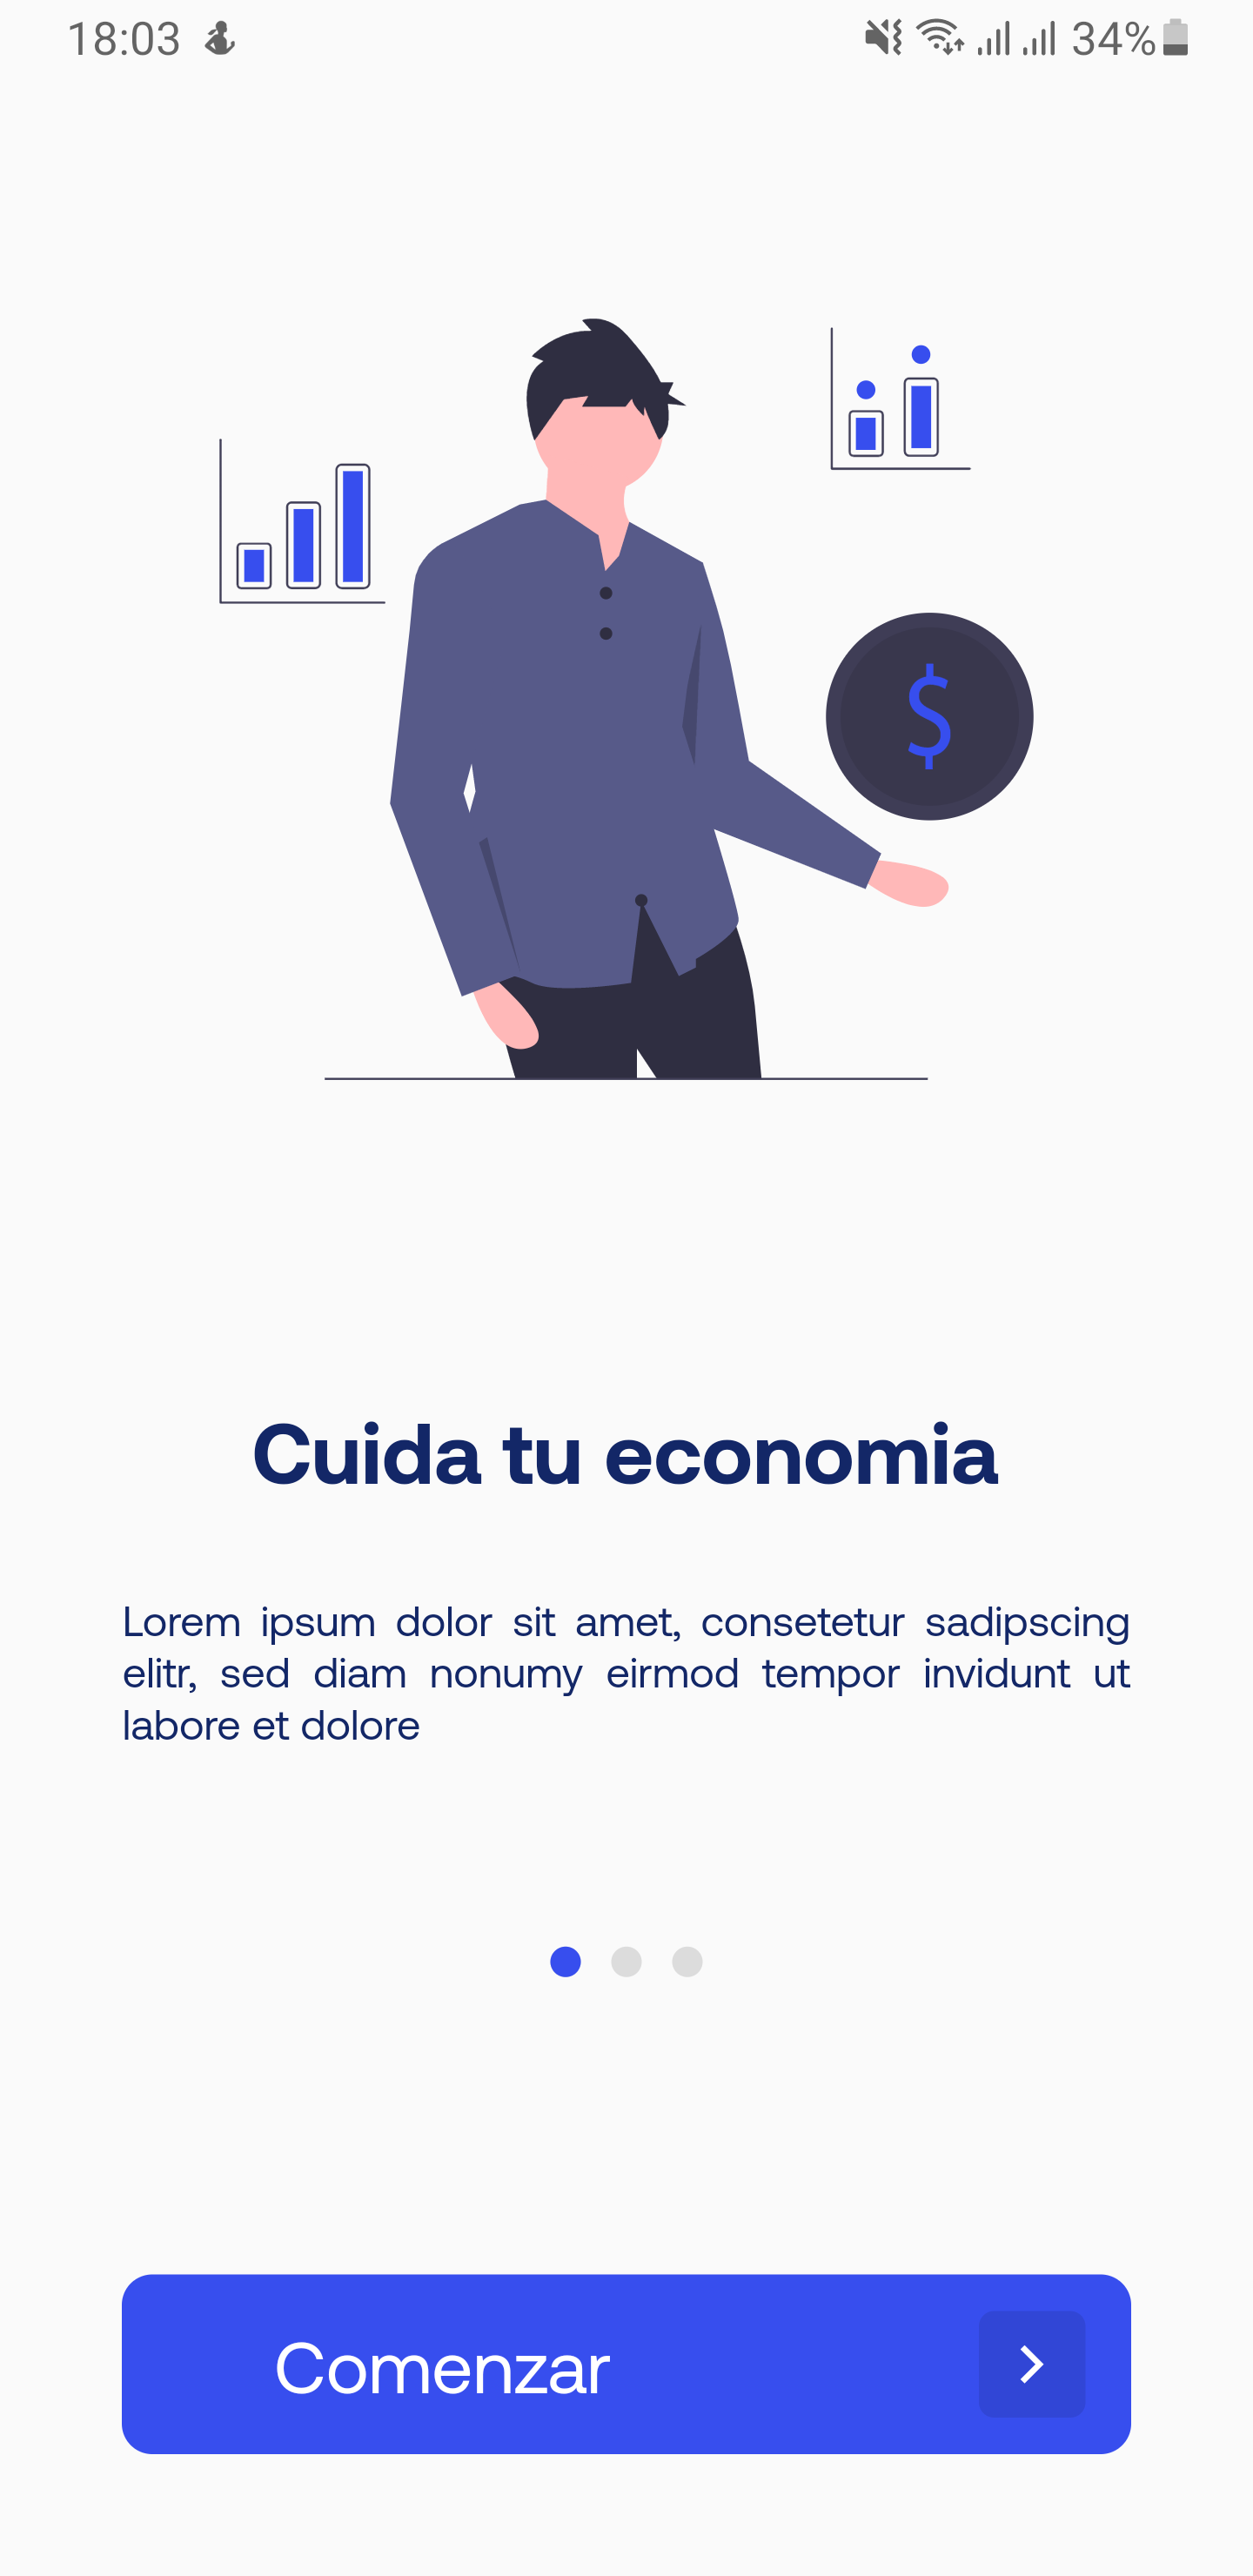 18:03
34%
$
Cuida tu economia
Lorem ipsum dolor sit amet, consetetur sadipscing
elitr, sed diam nonumy eirmod tempor invidunt ut
labore et dolore
Comenzar